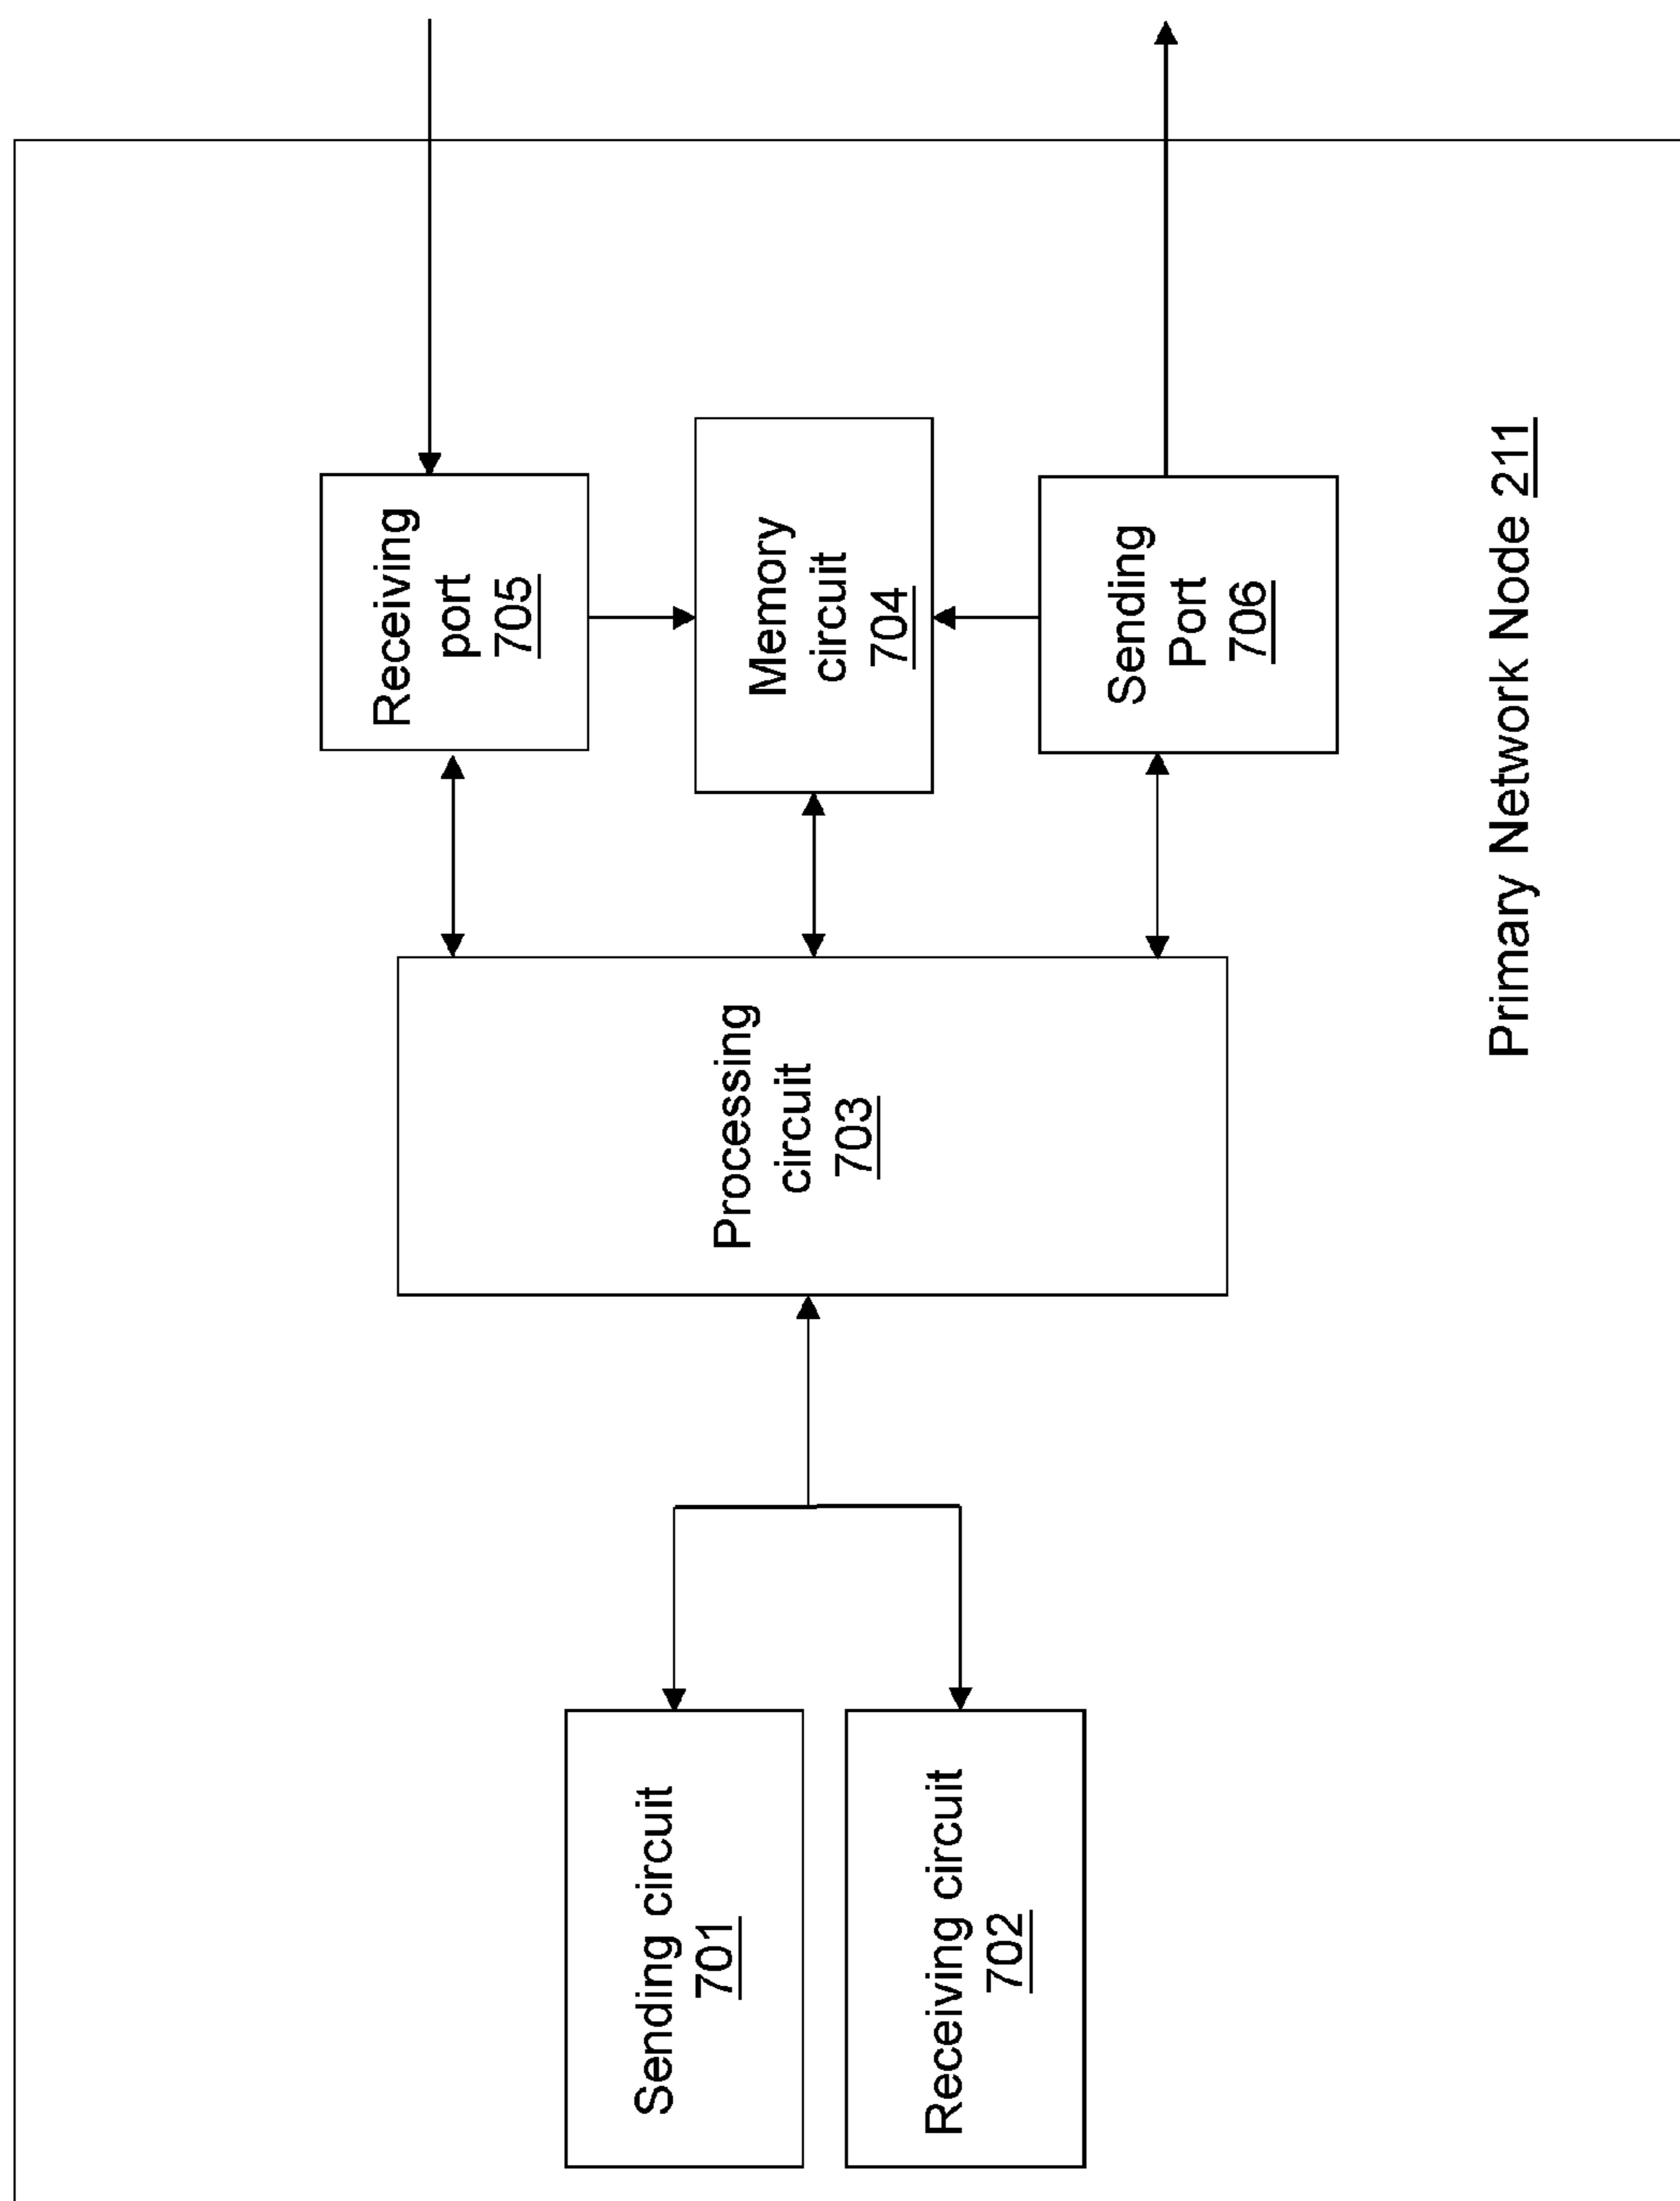 Sending circuit
701
Receiving circuit
702
Processing
circuit
703
Receiving
port
705
Memory
circuit
704
Sending
Port
706
Primary Network Node 211